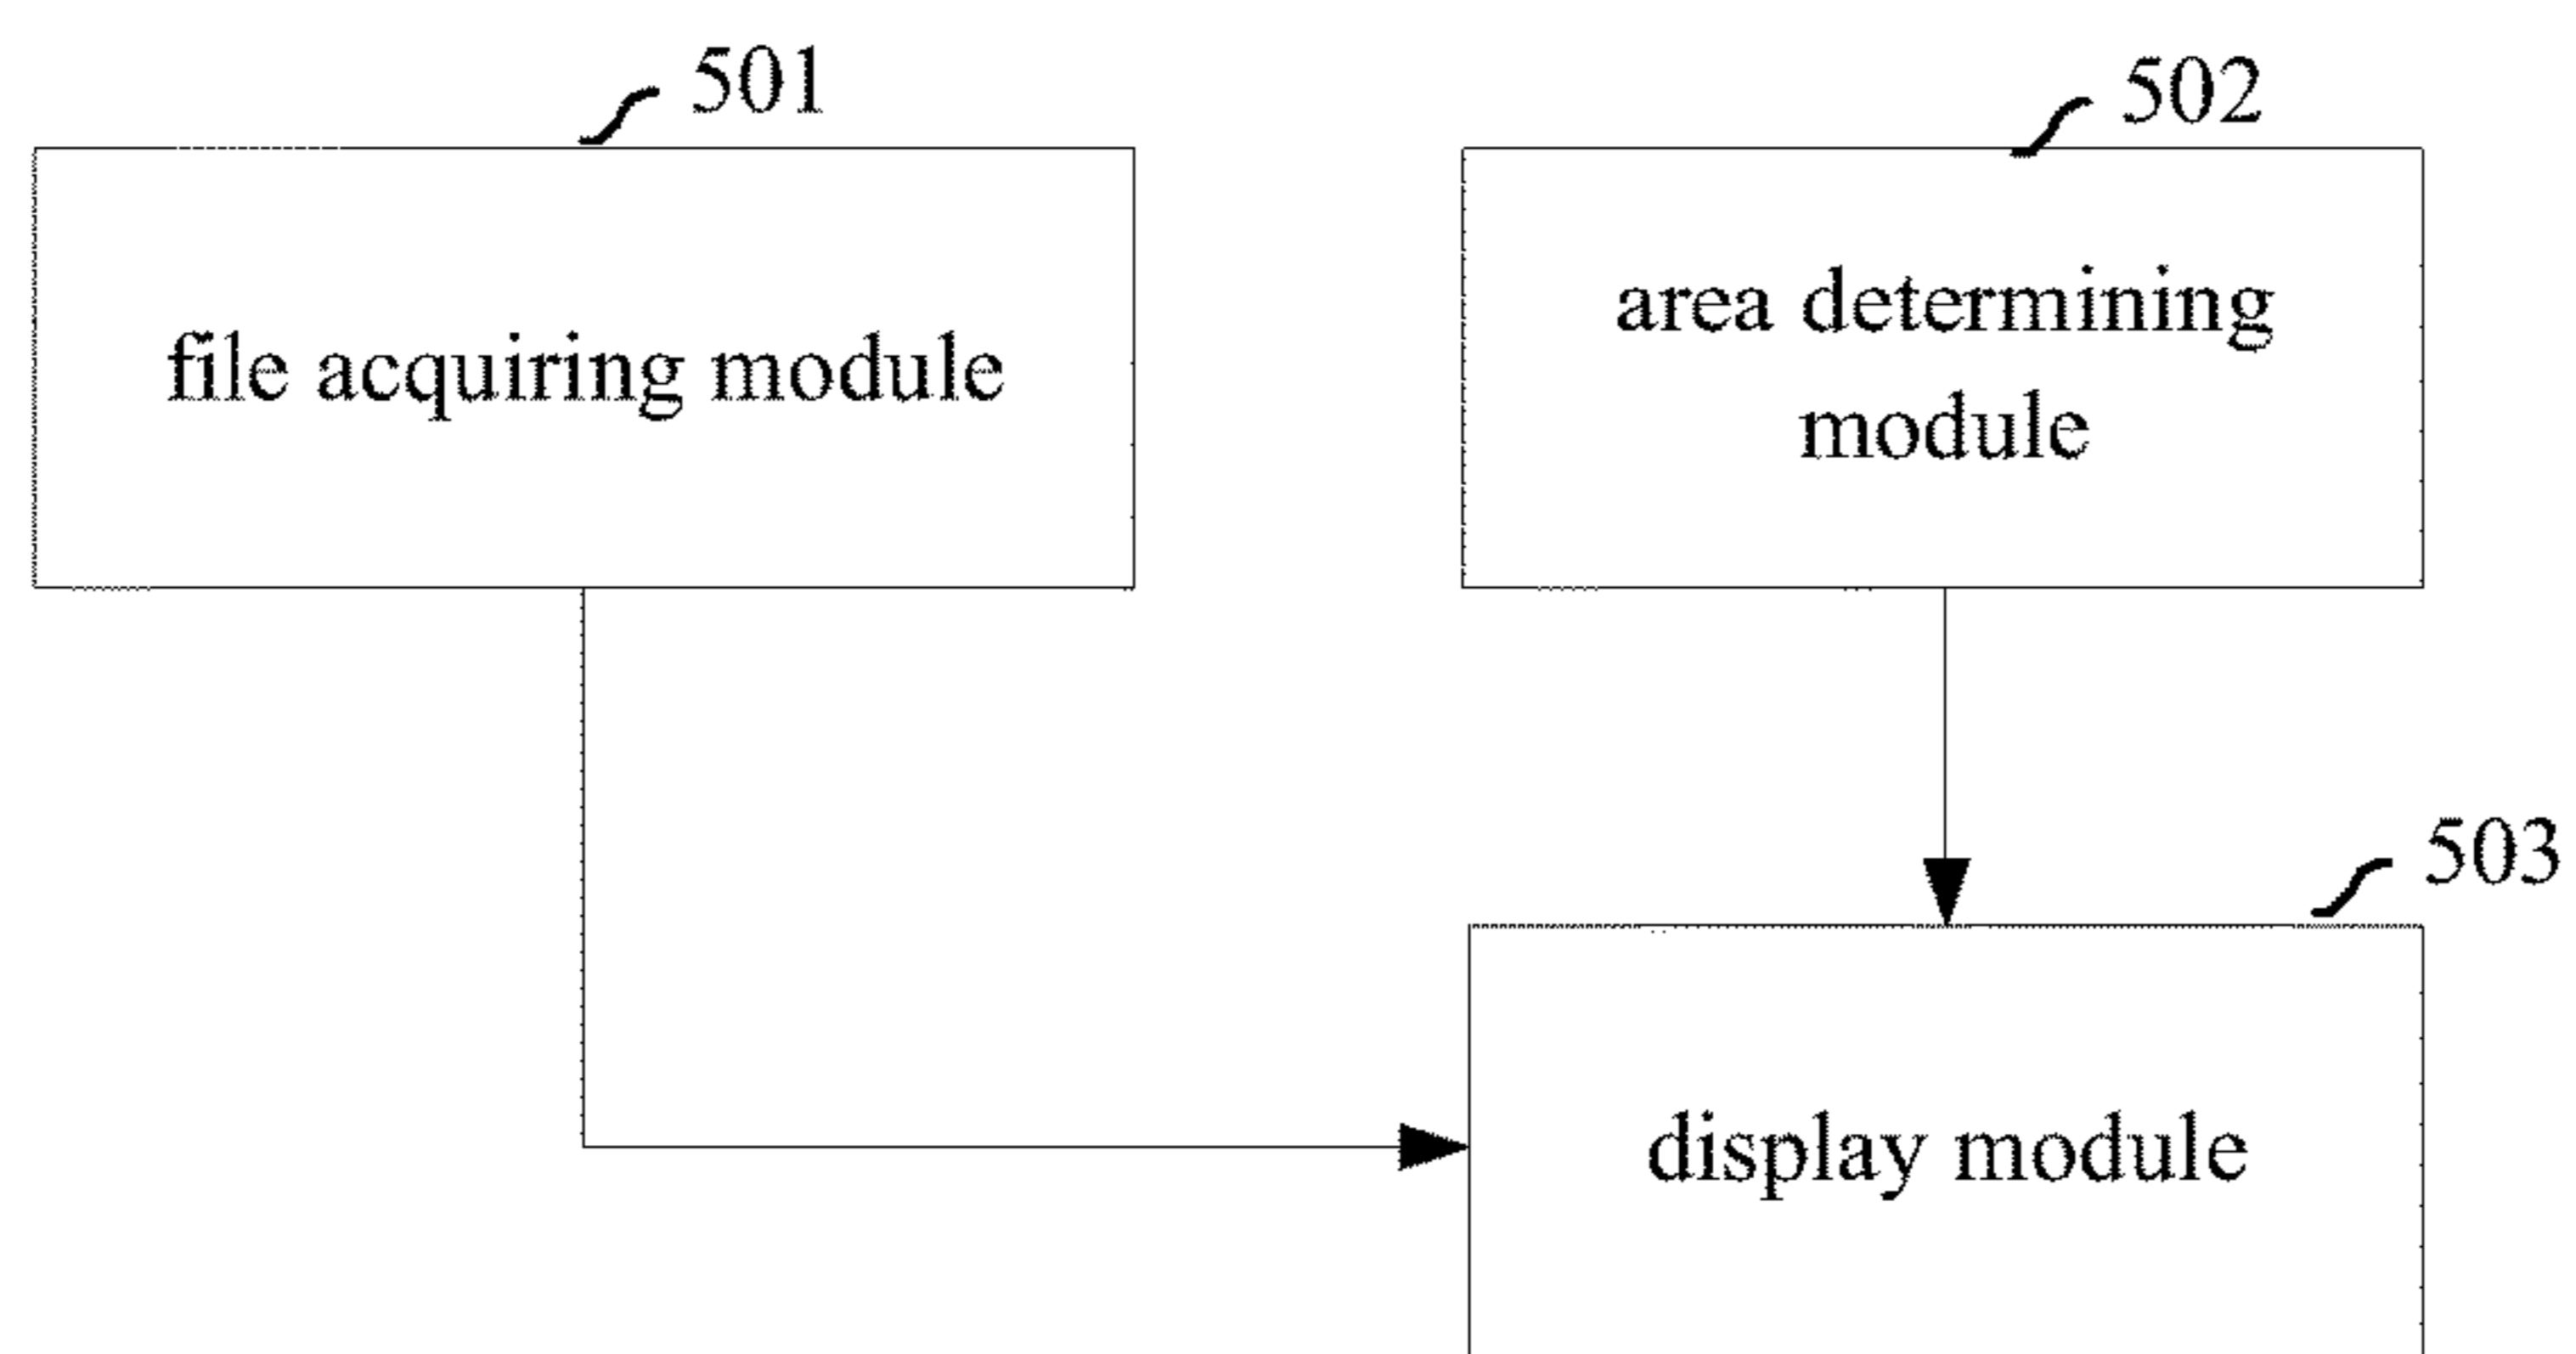 501
502
file acquiring module
area determining
module
503
display module